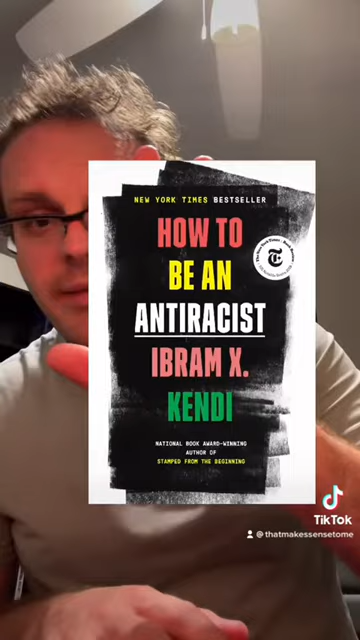 NEW YORK TIMES BESTSELLER
HOW TO
BE AN
ANTIRACIST
IBRAM X.
KENDI
NATIONAL BOOK AWARD-WINNING
AUTHOR OF
STAMPED FROM THE BEGINNING
TikTok
@thatmakessensetome